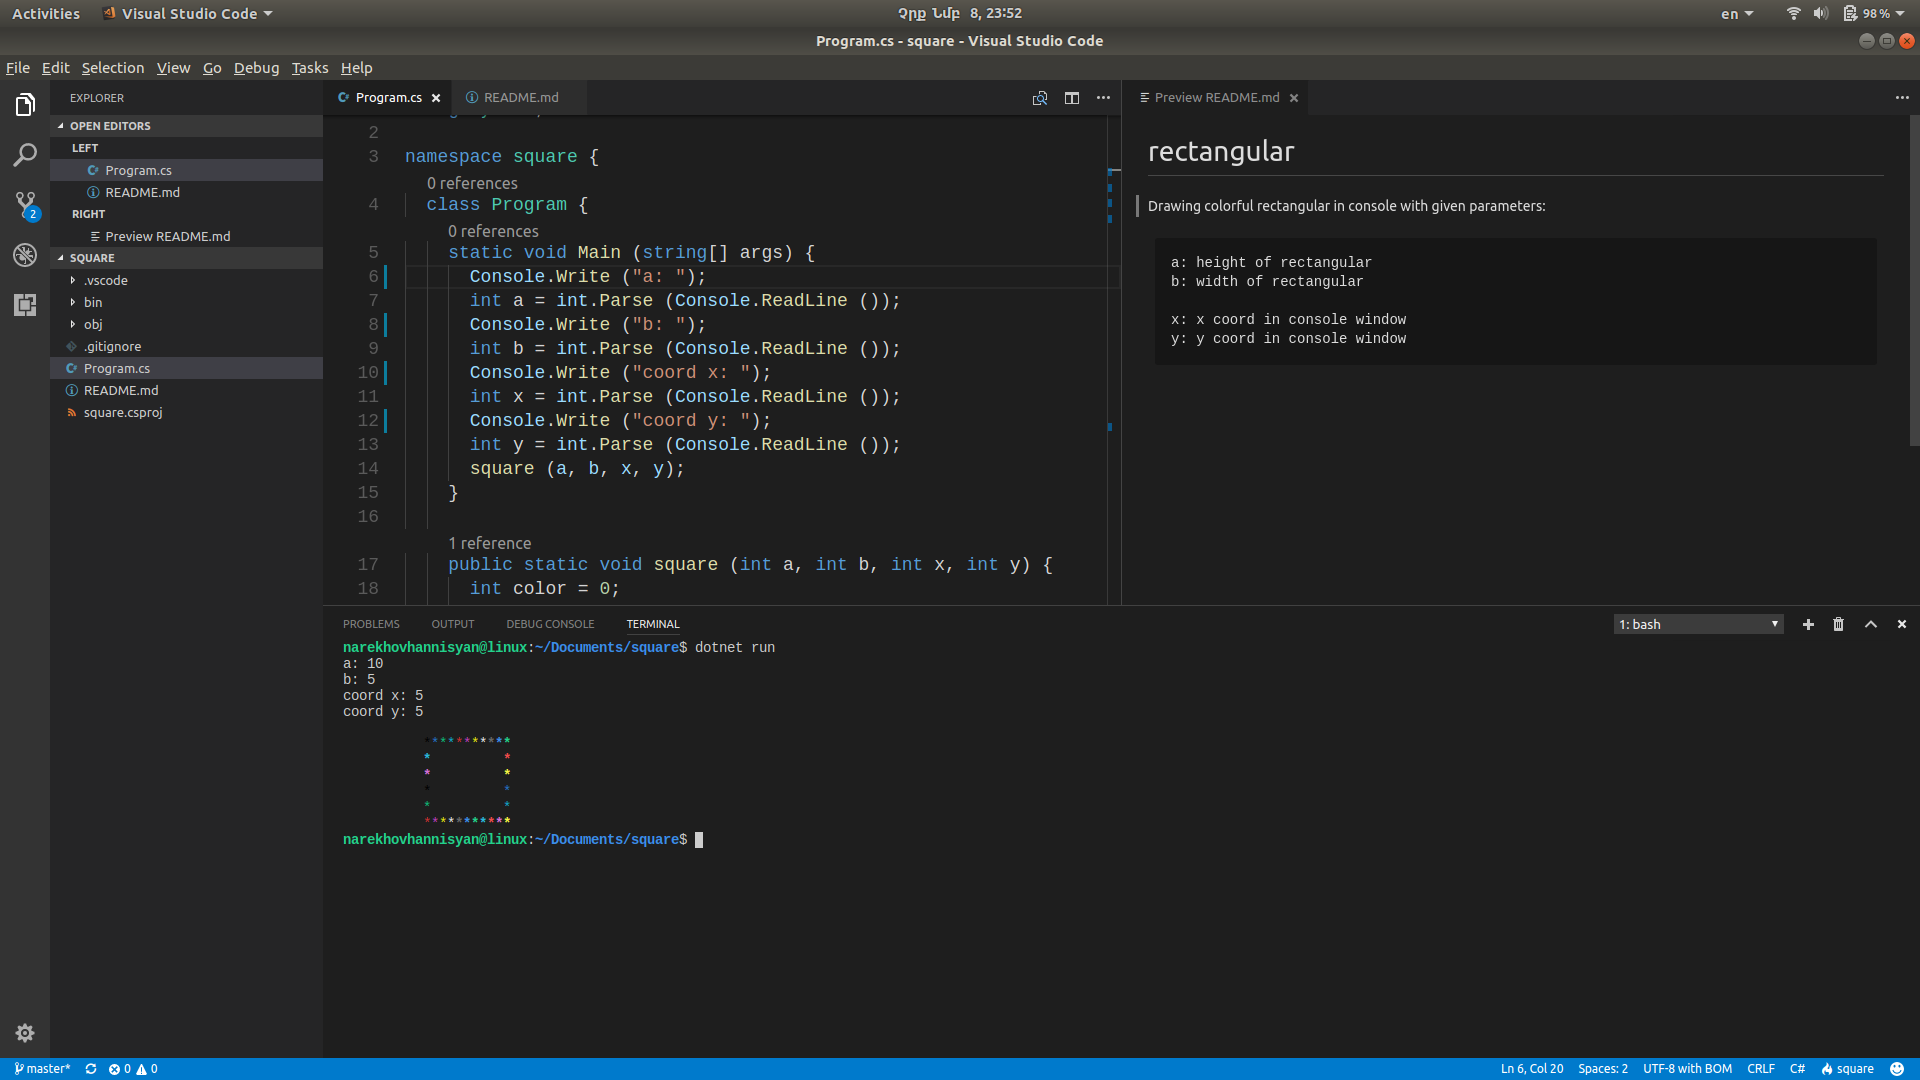 Activities Visual Studio Code Չրք Նմբ 8, 23:52 en 98 %
Program.cs - square - Visual Studio Code
File Edit Selection View Go Debug Tasks Help
EXPLORER
OPEN EDITORS
LEFT
Program.cs
README.md
RIGHT
Preview README.md
SQUARE
.vscode
bin
obj
.gitignore
Program.cs
README.md
square.csproj
2
Program.cs README.md
2
3 namespace square {
0 references
4 class Program {
0 references
5 static void Main (string[] args) {
6 Console.Write ("a: ");
7 int a = int.Parse (Console.ReadLine ());
8 Console.Write ("b: ");
9 int b = int.Parse (Console.ReadLine ());
10 Console.Write ("coord x: ");
11 int x = int.Parse (Console.ReadLine ());
12 Console.Write ("coord y: ");
13 int y = int.Parse (Console.ReadLine ());
14 square (a, b, x, y);
15 }
16
1 reference
17 public static void square (int a, int b, int x, int y) {
18 int color = 0;
Preview README.md
rectangular
Drawing colorful rectangular in console with given parameters:
a: height of rectangular
b: width of rectangular
x: x coord in console window
y: y coord in console window
PROBLEMS OUTPUT DEBUG CONSOLE TERMINAL 1: bash
narekhovhannisyan@linux:~/Documents/square$ dotnet run
a: 10
b: 5
coord x: 5
coord y: 5
***********
* *
* *
* *
* *
***********
narekhovhannisyan@linux:~/Documents/square$
master* 0 0 Ln 6, Col 20 Spaces: 2 UTF-8 with BOM CRLF C# square